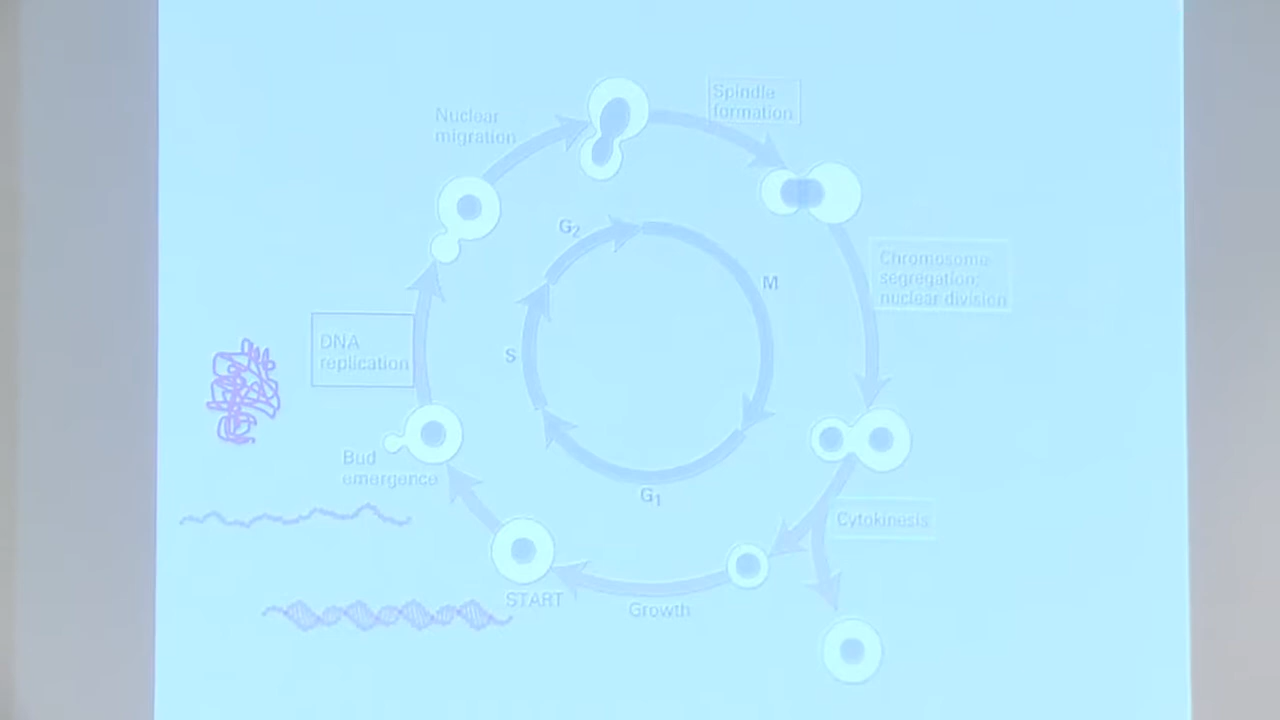 Spindle
formation
Nuclear
migration
G2
M
Chromosome
segregation;
nuclear division
DNA
replication
S
Bud
emergence
G1
Cytokinesis
START
Growth